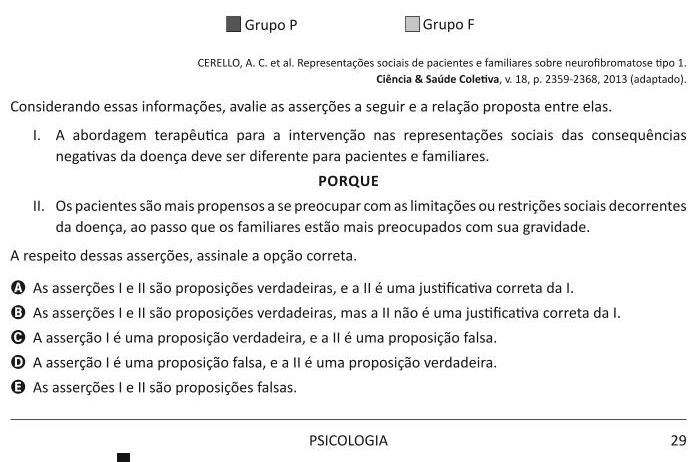 Grupo P Grupo F
CERELLO, A. C. et al. Representações sociais de pacientes e familiares sobre neurofibromatose tipo 1.
Ciência & Saúde Coletiva, v. 18, p. 2359-2368, 2013 (adaptado).
Considerando essas informações, avalie as asserções a seguir e a relação proposta entre elas.
I. A abordagem terapêutica para a intervenção nas representações sociais das consequências
negativas da doença deve ser diferente para pacientes e familiares.
PORQUE
II. Os pacientes são mais propensos a se preocupar com as limitações ou restrições sociais decorrentes
da doença, ao passo que os familiares estão mais preocupados com sua gravidade.
A respeito dessas asserções, assinale a opção correta.
A As asserções I e II são proposições verdadeiras, e a II é uma justificativa correta da I.
B As asserções I e II são proposições verdadeiras, mas a II não é uma justificativa correta da I.
C A asserção I é uma proposição verdadeira, e a II é uma proposição falsa.
D A asserção I é uma proposição falsa, e a II é uma proposição verdadeira.
E As asserções I e II são proposições falsas.
PSICOLOGIA 29